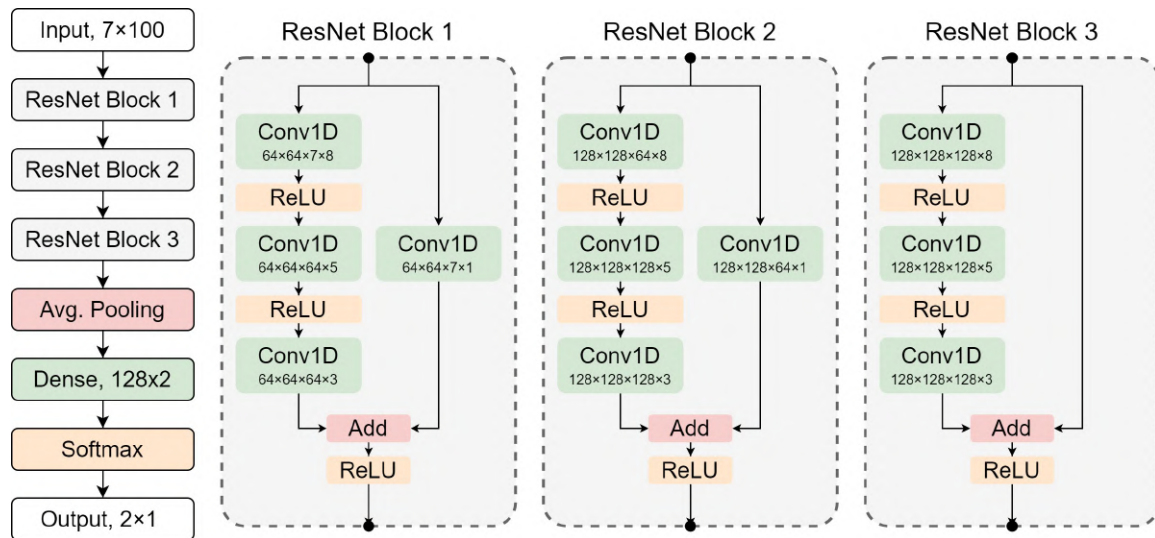 Input, 7×100
ResNet Block 1
ResNet Block 2
ResNet Block 3
Avg. Pooling
Dense, 128x2
Softmax
Output, 2×1
ResNet Block 1
Conv1D
64×64×7×8
ReLU
Conv1D
64×64×64×5
ReLU
Conv1D
64×64×64×3
Conv1D
64×64×7×1
Add
ReLU
ResNet Block 2
Conv1D
128×128×64×8
ReLU
Conv1D
128×128×128×5
ReLU
Conv1D
128×128×128×3
Conv1D
128×128×64×1
Add
ReLU
ResNet Block 3
Conv1D
128×128×128×8
ReLU
Conv1D
128×128×128×5
ReLU
Conv1D
128×128×128×3
Add
ReLU